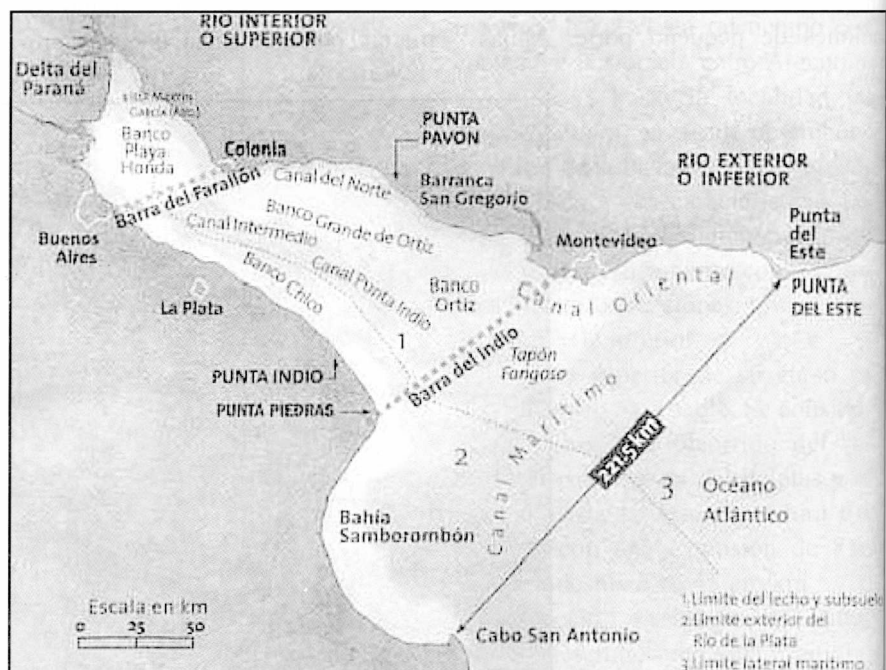 RIO INTERIOR
O SUPERIOR
Delta del
Paraná
Banco
Playa
Honda
Colonia
PUNTA
PAVON
RIO EXTERIOR
O INFERIOR
Barra del Farallón
Canal del Norte
Barranca
San Gregorio
Buenos
Aires
Canal Intermedio
Banco Grande de Ortiz
Montevideo
Punta
del
Este
La Plata
Banco Chico
Canal Punta Indio
Banco
Ortiz
Canal Oriental
PUNTA
DEL ESTE
1
Barra del Indio
Tapón
Fangoso
PUNTA INDIO
PUNTA PIEDRAS
2
Canal Marítimo
221,5 km
3
Océano
Atlántico
Bahía
Samborombón
Escala en km
0 25 50
Cabo San Antonio
1.Límite del lecho y subsuelo
2.Límite exterior del
Río de la Plata
3.Límite lateral marítimo